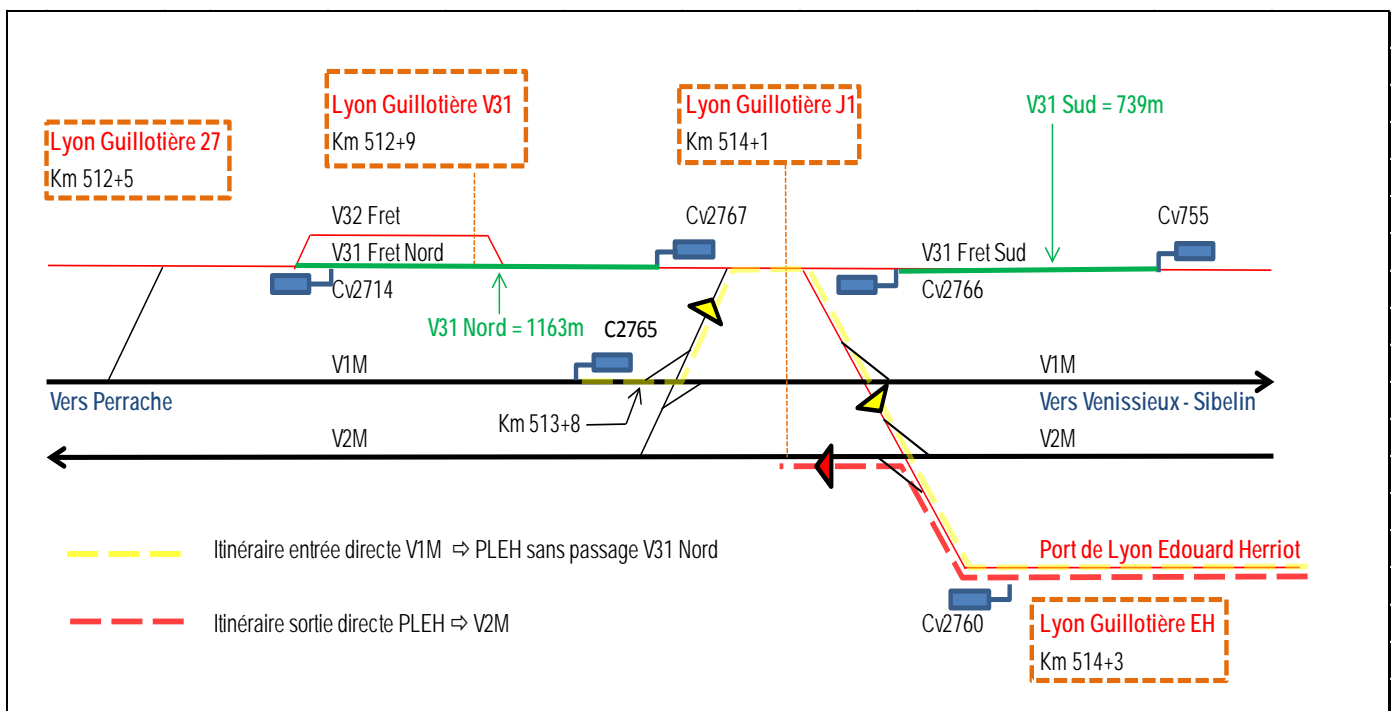 Lyon Guillotière 27
Km 512+5
Lyon Guillotière V31
Km 512+9
Lyon Guillotière J1
Km 514+1
V31 Sud = 739m
V32 Fret
V31 Fret Nord
Cv2714
Cv2767
V31 Nord = 1163m
C2765
V31 Fret Sud
Cv2766
Cv755
V1M
V1M
Vers Perrache
Km 513+8
Vers Venissieux - Sibelin
V2M
V2M
Itinéraire entrée directe V1M ⇨ PLEH sans passage V31 Nord
Port de Lyon Edouard Herriot
Itinéraire sortie directe PLEH ⇨ V2M
Cv2760
Lyon Guillotière EH
Km 514+3